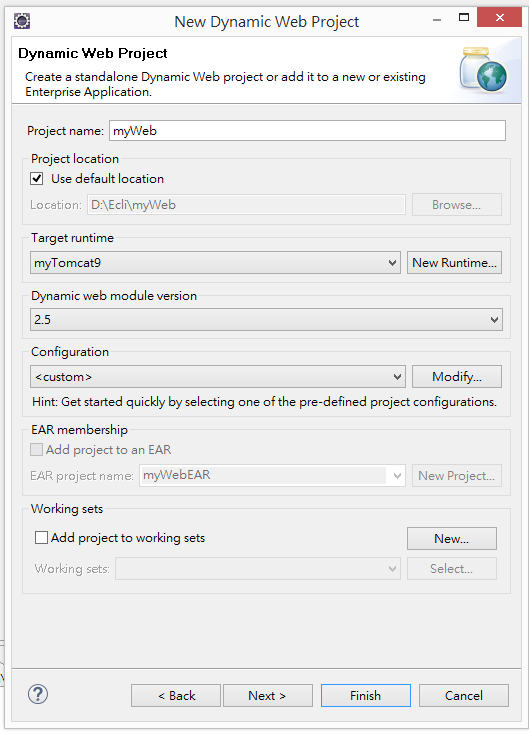 New Dynamic Web Project
Dynamic Web Project
Create a standalone Dynamic Web project or add it to a new or existing
Enterprise Application.
Project name: myWeb
Project location
Use default location
Location: D:\Ecli\myWeb Browse...
Target runtime
myTomcat9 New Runtime...
Dynamic web module version
2.5
Configuration
<custom> Modify...
Hint: Get started quickly by selecting one of the pre-defined project configurations.
EAR membership
Add project to an EAR
EAR project name: myWebEAR New Project...
Working sets
Add project to working sets New...
Working sets: Select...
? < Back Next > Finish Cancel